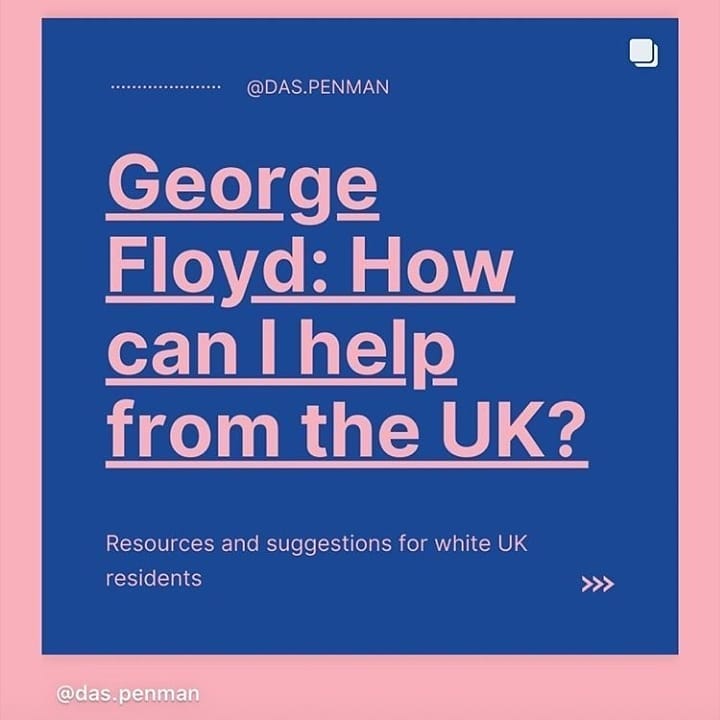 @DAS.PENMAN
George
Floyd: How
can I help
from the UK?
Resources and suggestions for white UK
residents
>>>
@das.penman